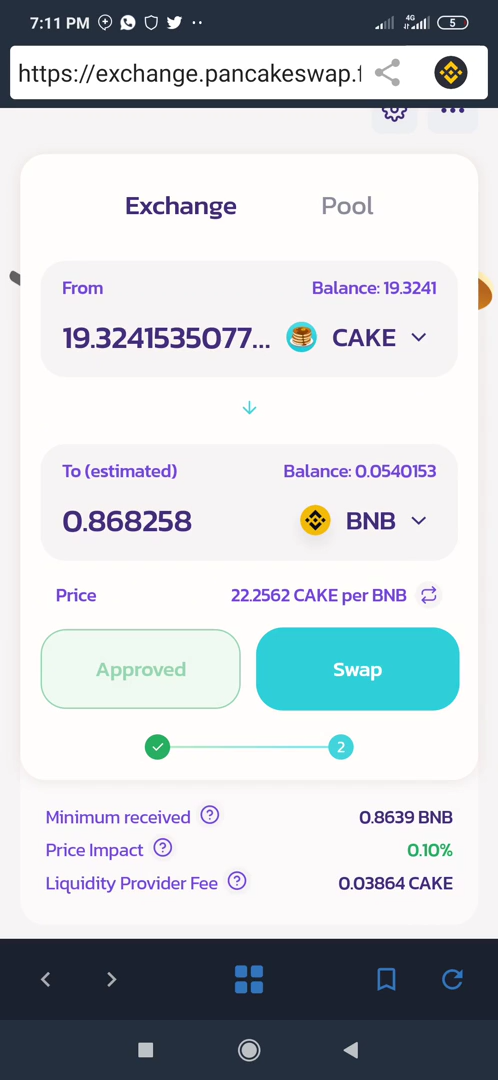 7:11 PM 4G 5
https://exchange.pancakeswap.f
Exchange Pool
From Balance: 19.3241
19.3241535077... CAKE
To (estimated) Balance: 0.0540153
0.868258 BNB
Price 22.2562 CAKE per BNB
Approved Swap
2
Minimum received ? 0.8639 BNB
Price Impact ? 0.10%
Liquidity Provider Fee ? 0.03864 CAKE